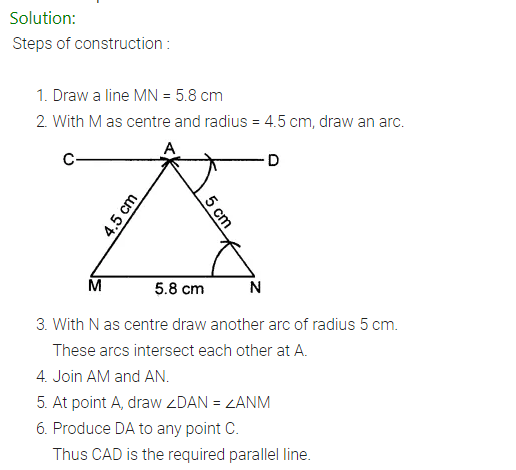 Solution:
Steps of construction :
1. Draw a line MN = 5.8 cm
2. With M as centre and radius = 4.5 cm, draw an arc.
A
C
D
4.5 cm
5 cm
M
5.8 cm
N
3. With N as centre draw another arc of radius 5 cm.
These arcs intersect each other at A.
4. Join AM and AN.
5. At point A, draw ∠DAN = ∠ANM
6. Produce DA to any point C.
Thus CAD is the required parallel line.